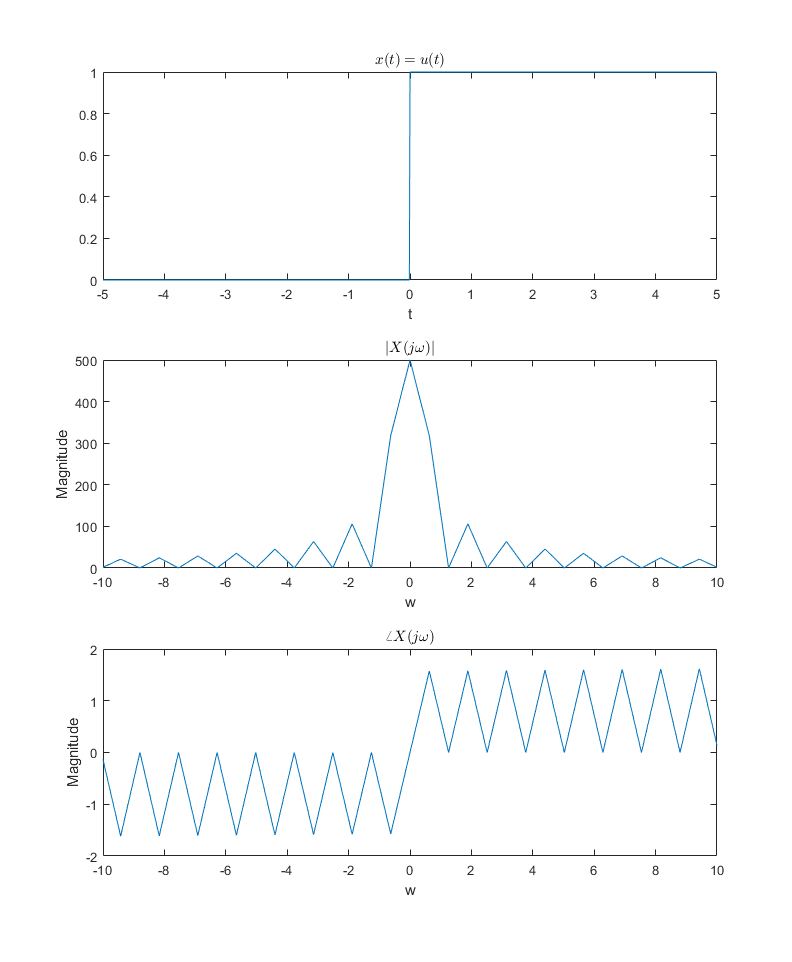 x(t) = u(t)
1
0.8
0.6
0.4
0.2
0
-5 -4 -3 -2 -1 0 1 2 3 4 5
t
|X(jω)|
500
400
300
200
100
0
Magnitude
-10 -8 -6 -4 -2 0 2 4 6 8 10
w
∠X(jω)
2
1
0
-1
-2
Magnitude
-10 -8 -6 -4 -2 0 2 4 6 8 10
w